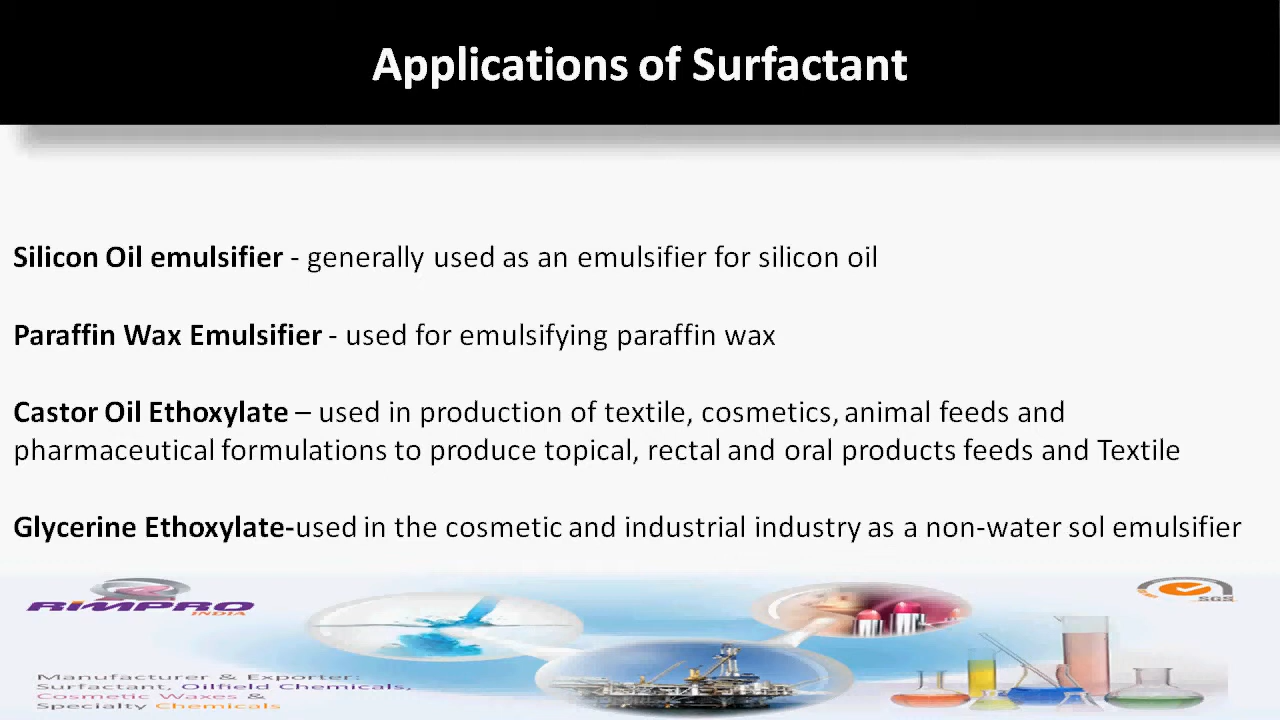 Applications of Surfactant
Silicon Oil emulsifier - generally used as an emulsifier for silicon oil
Paraffin Wax Emulsifier - used for emulsifying paraffin wax
Castor Oil Ethoxylate – used in production of textile, cosmetics, animal feeds and
pharmaceutical formulations to produce topical, rectal and oral products feeds and Textile
Glycerine Ethoxylate-used in the cosmetic and industrial industry as a non-water sol emulsifier
RIMPRO
INDIA
SGS
Manufacturer & Exporter:
Surfactant, Oilfield Chemicals,
Cosmetic Waxes &
Specialty Chemicals